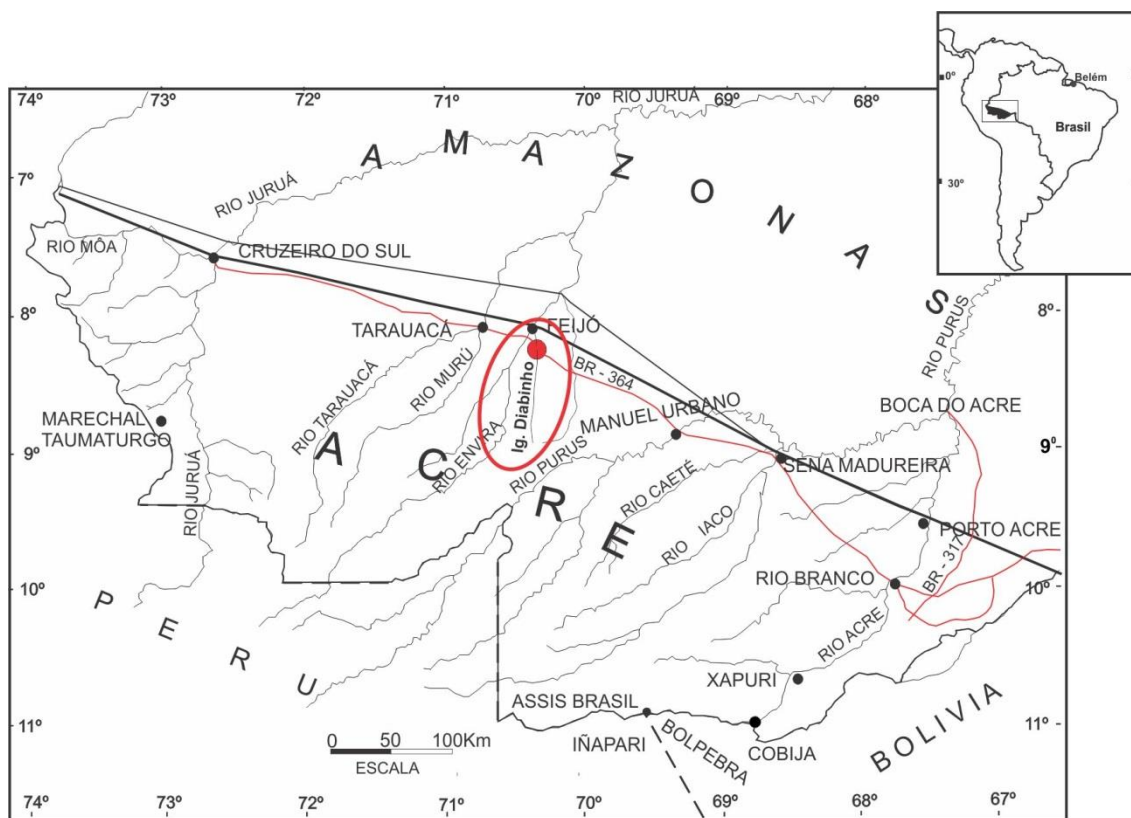 74º 73º 72º 71º 70º 69º 68º
0º
Belém
Brasil
30º
RIO JURUÁ
AMAZONAS
7º
RIO JURUÁ
RIO MÔA
CRUZEIRO DO SUL
8º
8º
TARAUACÁ
FEIJÓ
BR - 364
RIO PURUS
Ig. Diabinho
RIO MURÚ
RIO TARAUACÁ
RIO ENVIRA
MANUEL URBANO
BOCA DO ACRE
MARECHAL
TAUMATURGO
9º
9º
ACRE
RIO PURUS
SENA MADUREIRA
RIO CAETÉ
RIO JURUÁ
RIO IACO
PORTO ACRE
BR - 317
10º
10º
RIO BRANCO
PERU
RIO ACRE
XAPURI
ASSIS BRASIL
11º
11º
IÑAPARI
BOLPEBRA
COBIJA
BOLIVIA
0 50 100Km
ESCALA
74º 73º 72º 71º 70º 69º 68º 67º